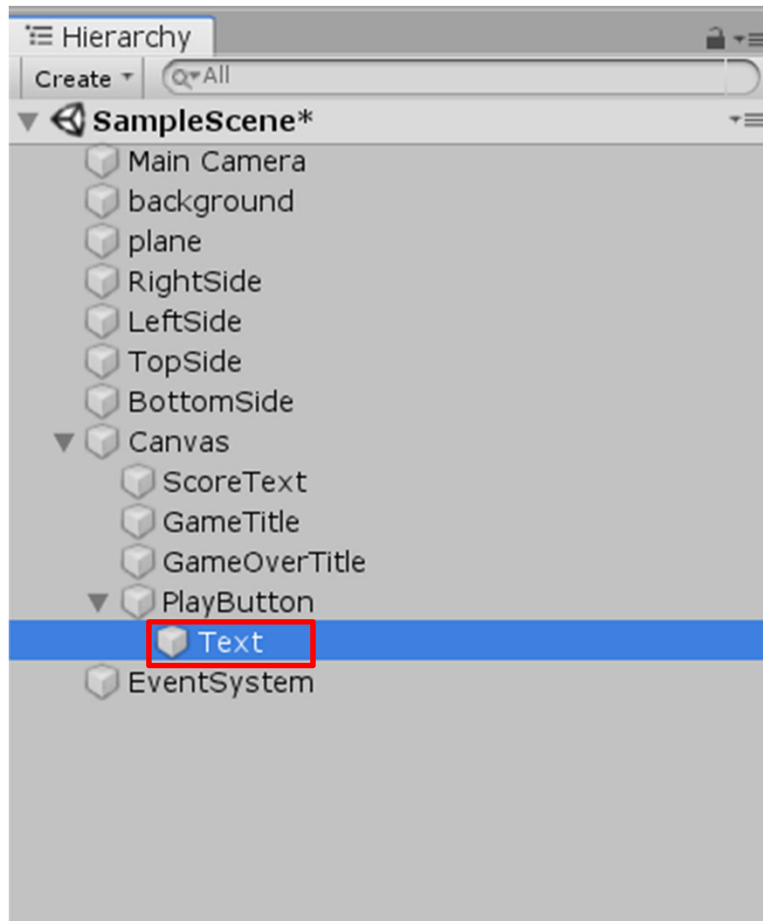 Hierarchy
Create All
SampleScene*
Main Camera
background
plane
RightSide
LeftSide
TopSide
BottomSide
Canvas
ScoreText
GameTitle
GameOverTitle
PlayButton
Text
EventSystem